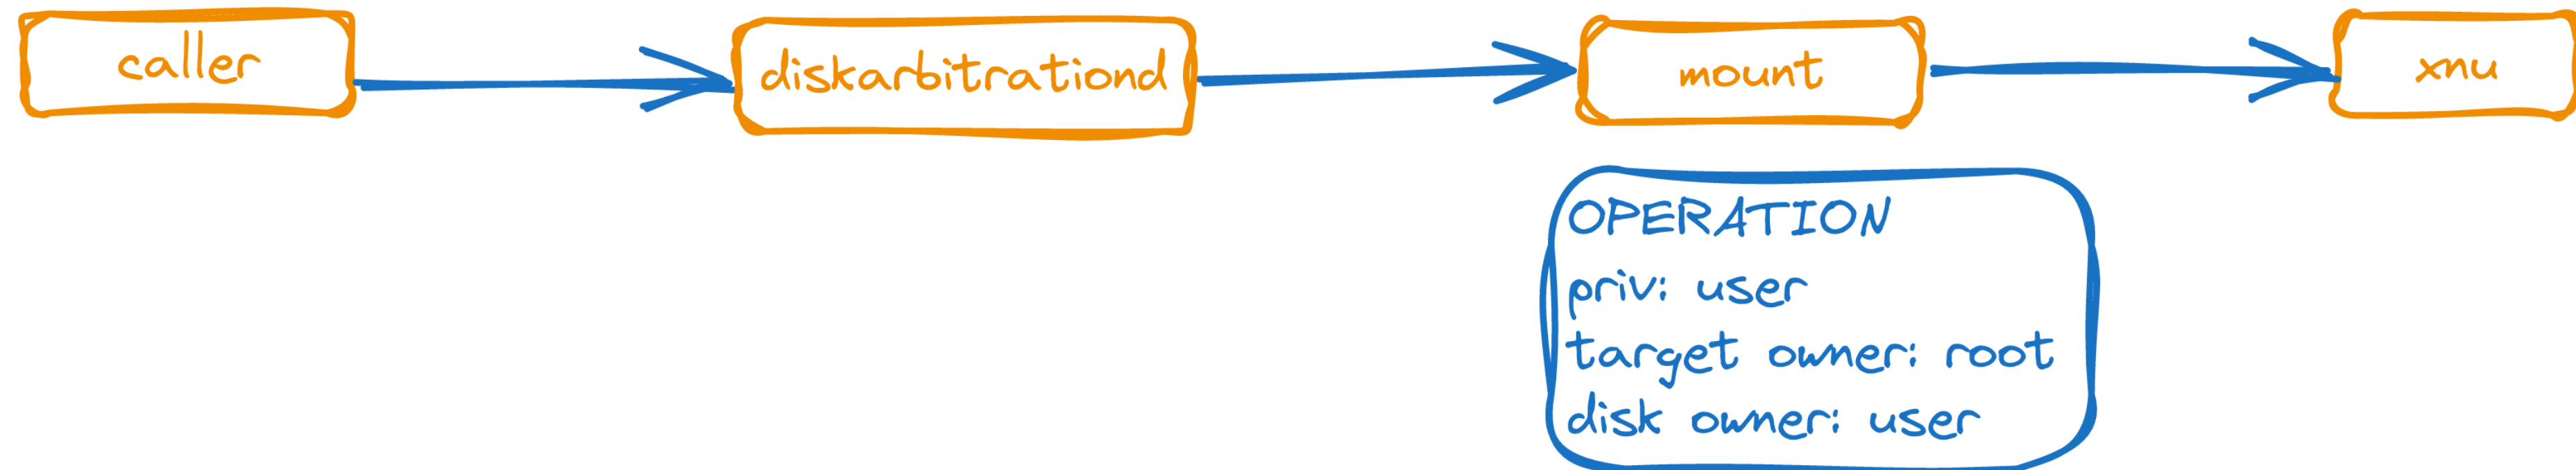 caller
diskarbitrationd
mount
xnu
OPERATION
priv: user
target owner: root
disk owner: user